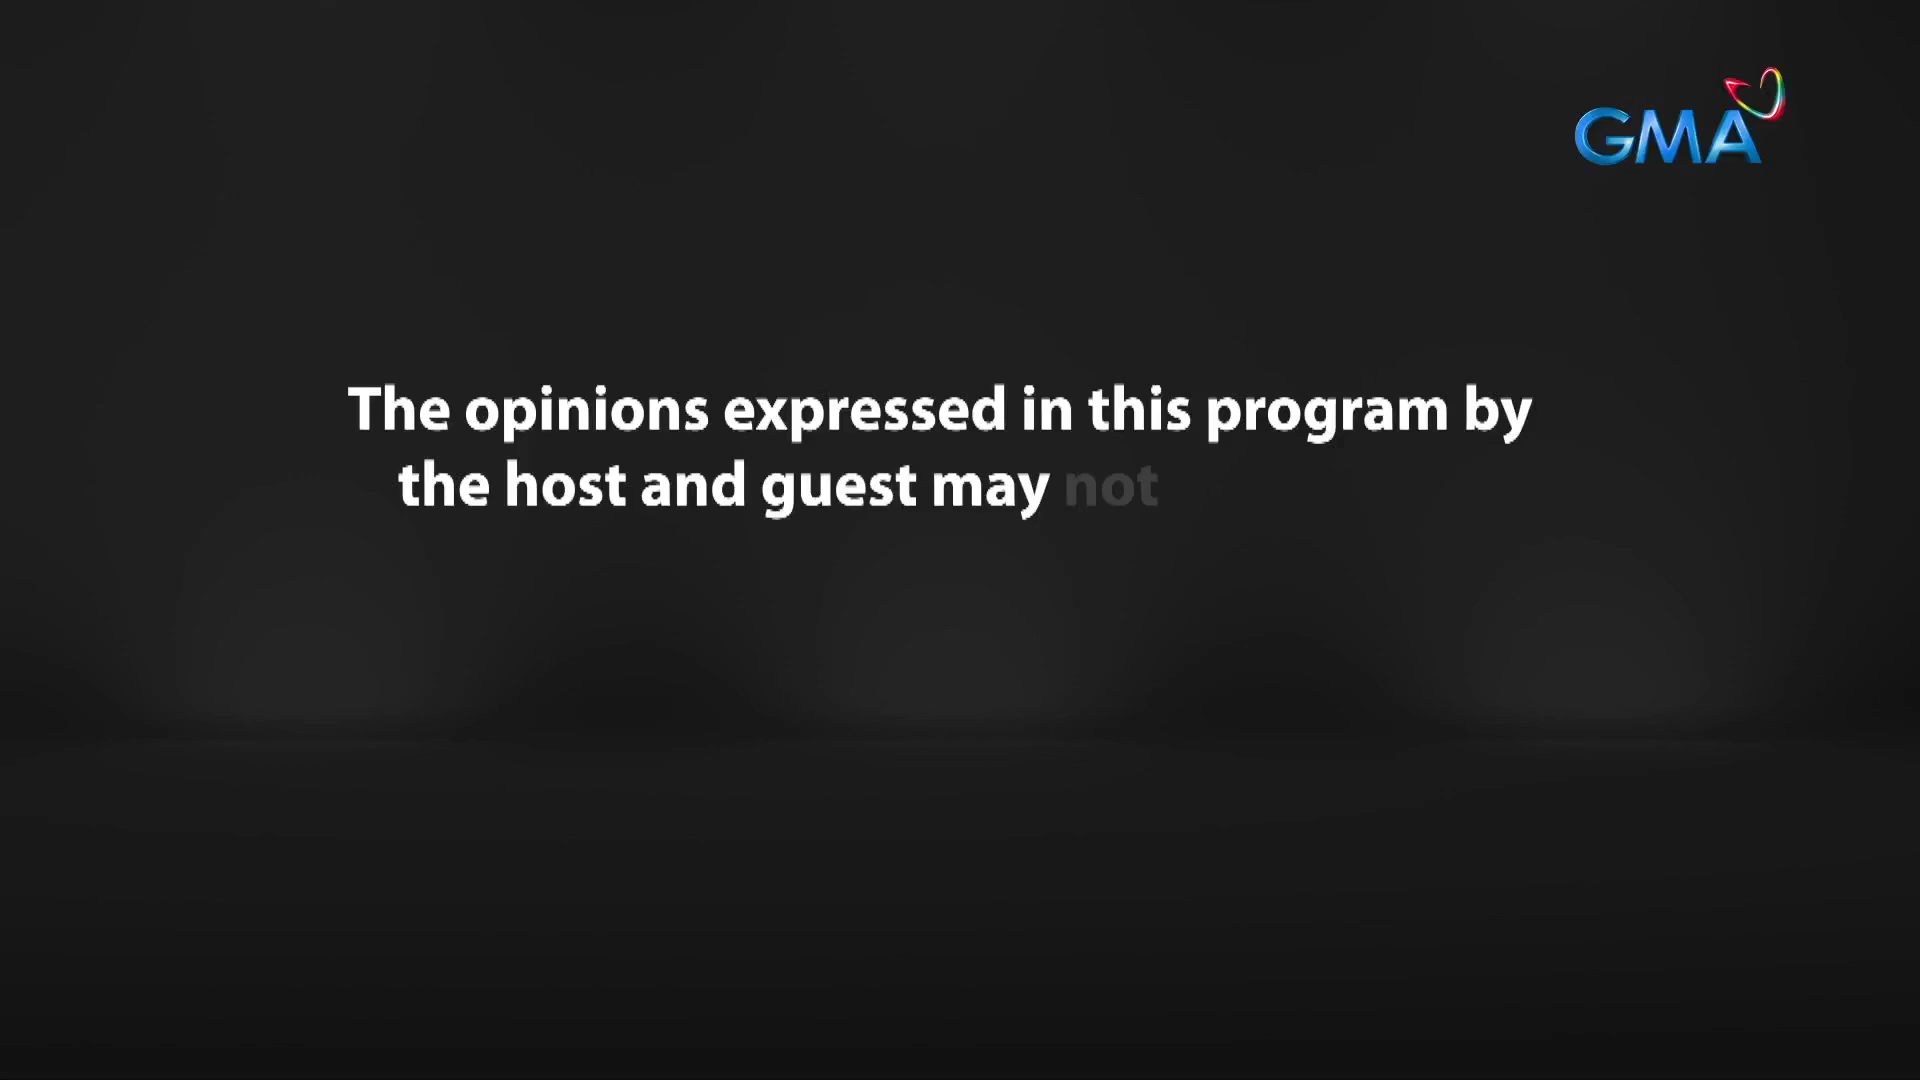 GMA
The opinions expressed in this program by
the host and guest may not